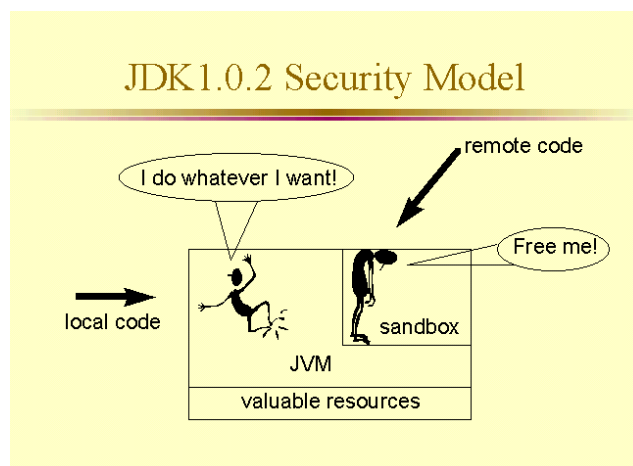 JDK1.0.2 Security Model
remote code
I do whatever I want!
Free me!
local code
sandbox
JVM
valuable resources